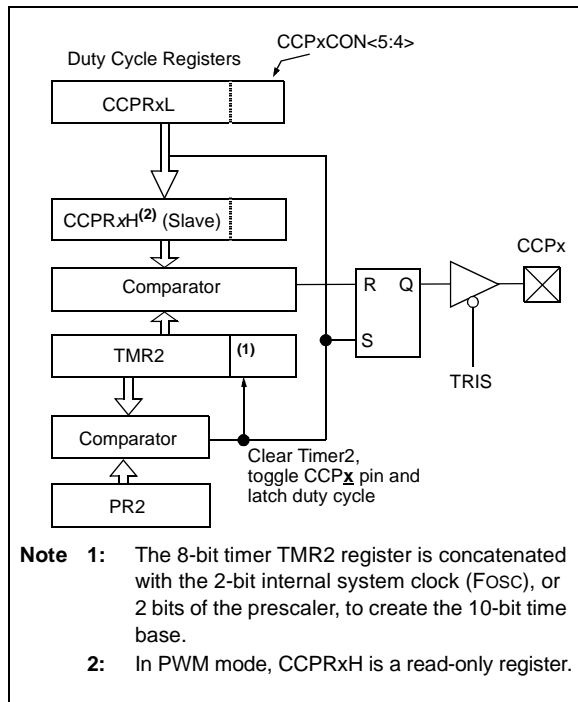 CCPxCON<5:4>
Duty Cycle Registers
CCPRxL
CCPRxH(2) (Slave)
CCPx
Comparator
R Q
TMR2 (1)
S
TRIS
Comparator
Clear Timer2,
toggle CCPx pin and
latch duty cycle
PR2
Note 1: The 8-bit timer TMR2 register is concatenated
with the 2-bit internal system clock (FOSC), or
2 bits of the prescaler, to create the 10-bit time
base.
2: In PWM mode, CCPRxH is a read-only register.